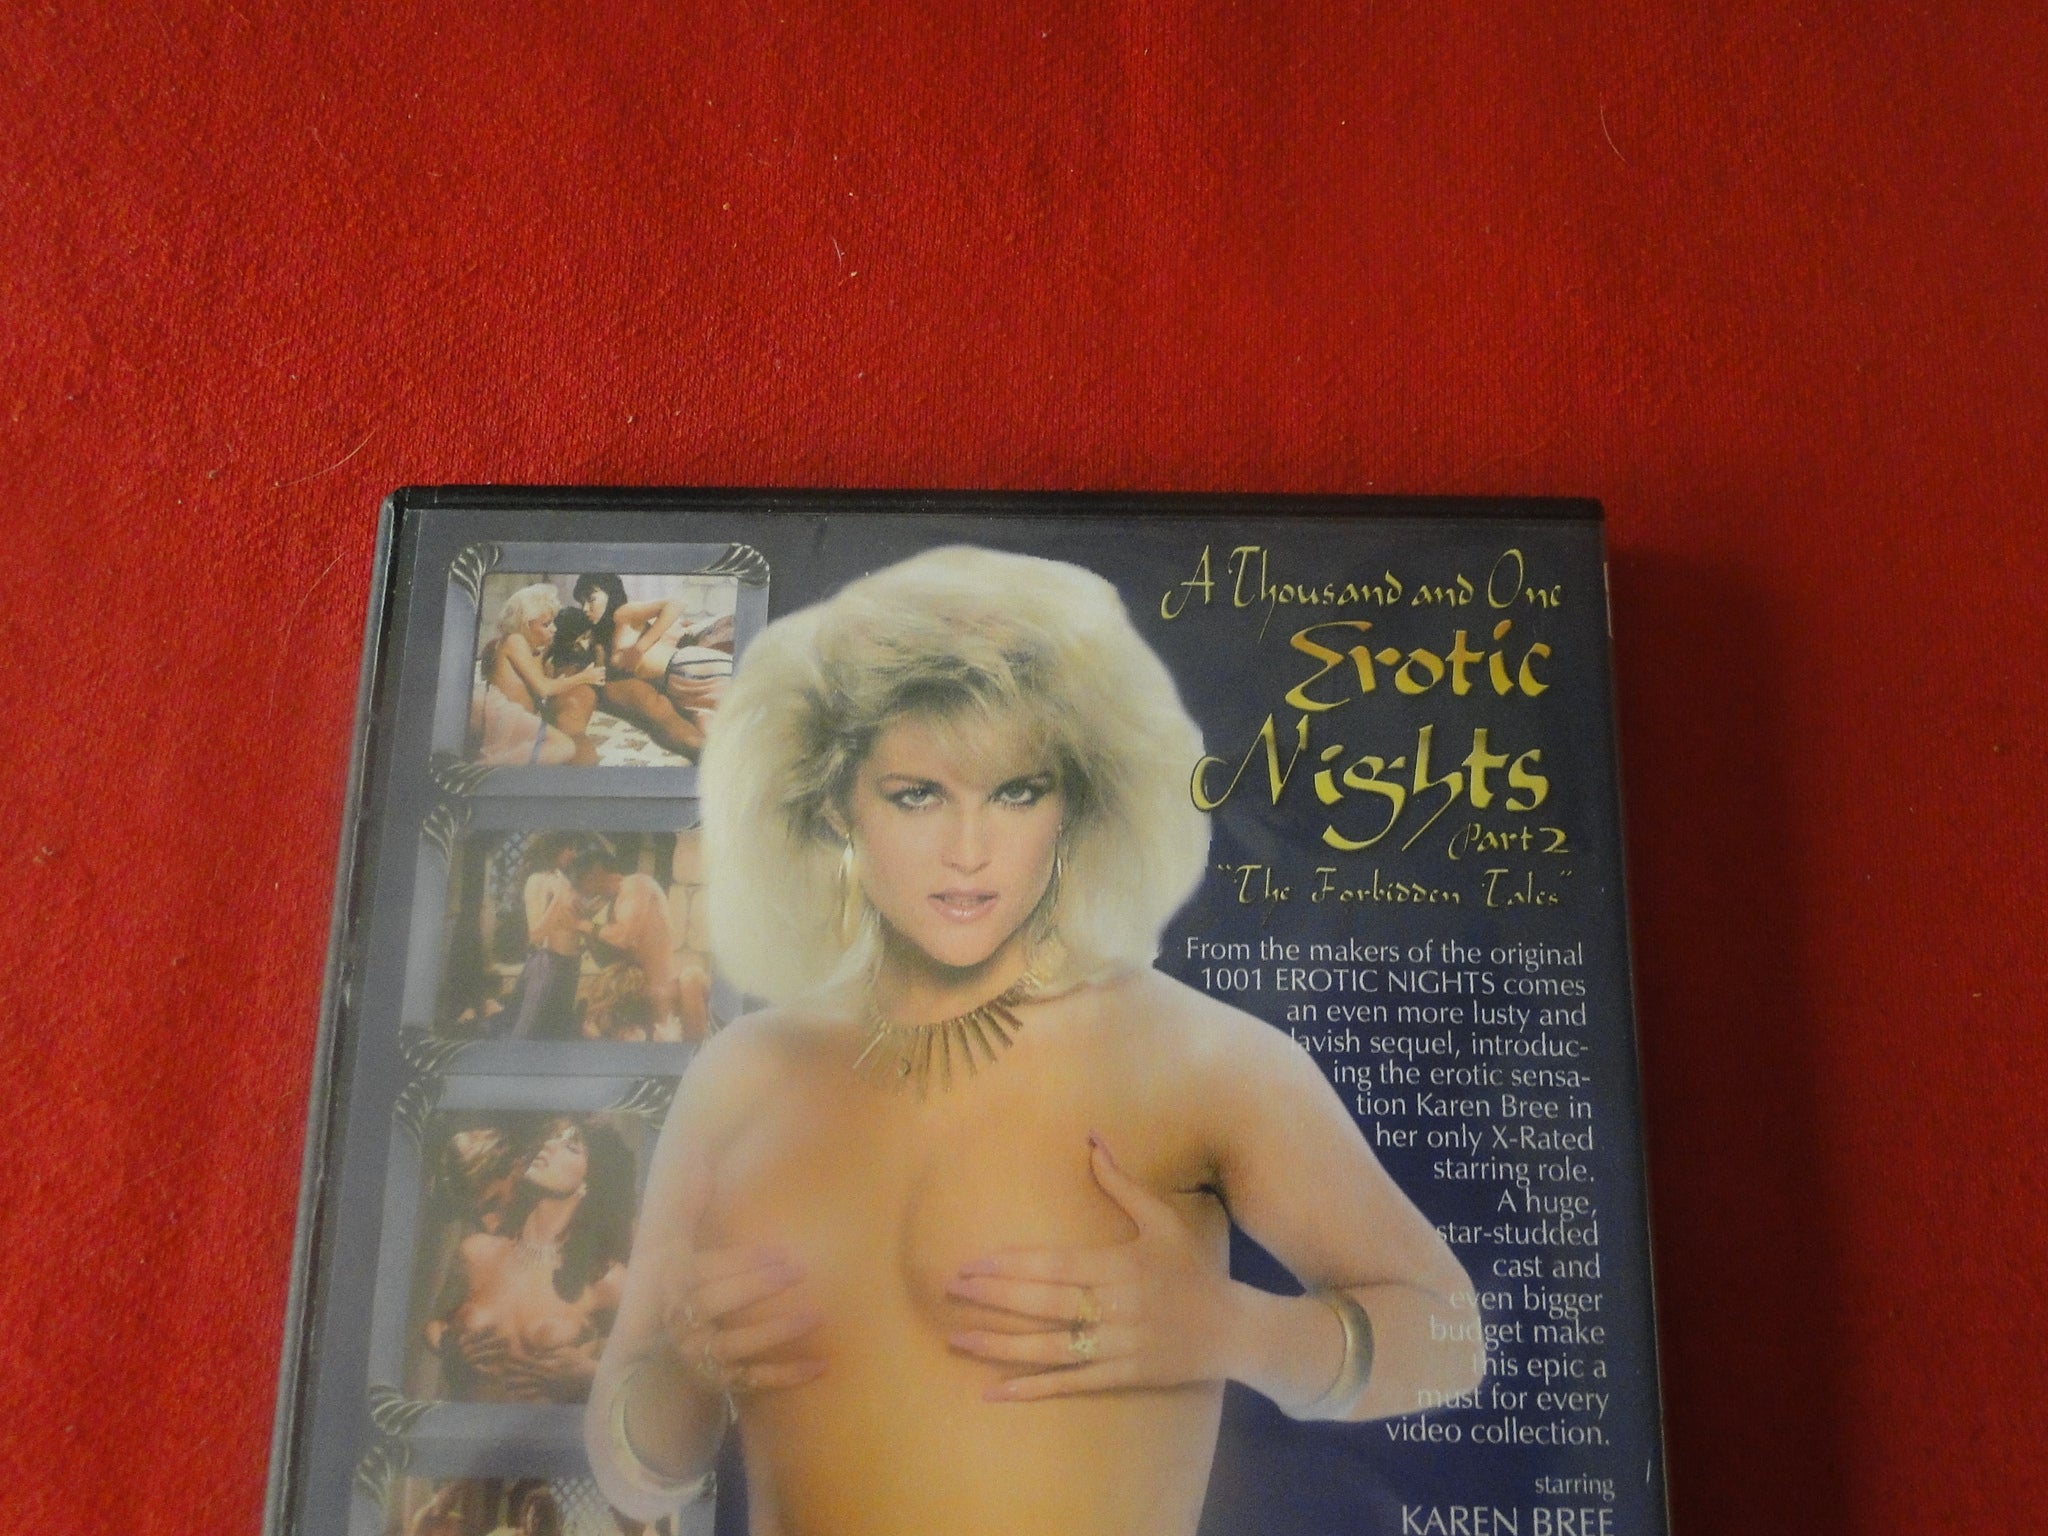 A Thousand and One
Erotic
Nights
Part 2
"The Forbidden Tales"
From the makers of the original
1001 EROTIC NIGHTS comes
an even more lusty and
lavish sequel, introduc-
ing the erotic sensa-
tion Karen Bree in
her only X-Rated
starring role.
A huge,
star-studded
cast and
even bigger
budget make
this epic a
must for every
video collection.
starring
KAREN BREE